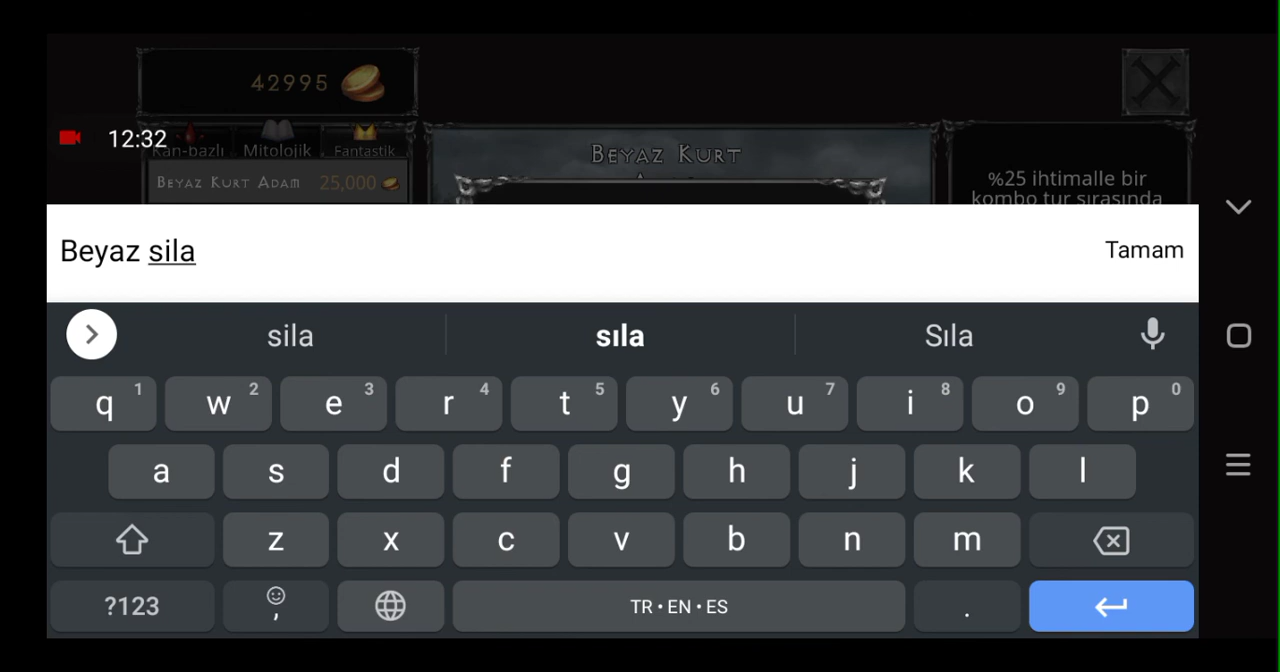 42995
12:32
Kan-bazlı Mitolojik Fantastik
Beyaz Kurt Adam 25,000
Beyaz Kurt
%25 ihtimalle bir
kombo tur sırasında
Beyaz sila
Tamam
sila sıla Sıla
q 1 w 2 e 3 r 4 t 5 y 6 u 7 i 8 o 9 p 0
a s d f g h j k l
z x c v b n m
?123 , TR • EN • ES .